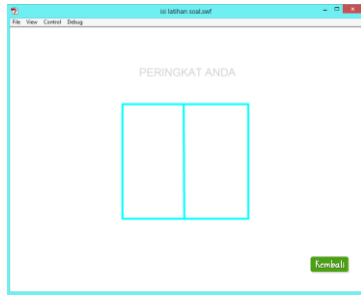 isi latihan soal.swf
File View Control Debug
PERINGKAT ANDA
Kembali